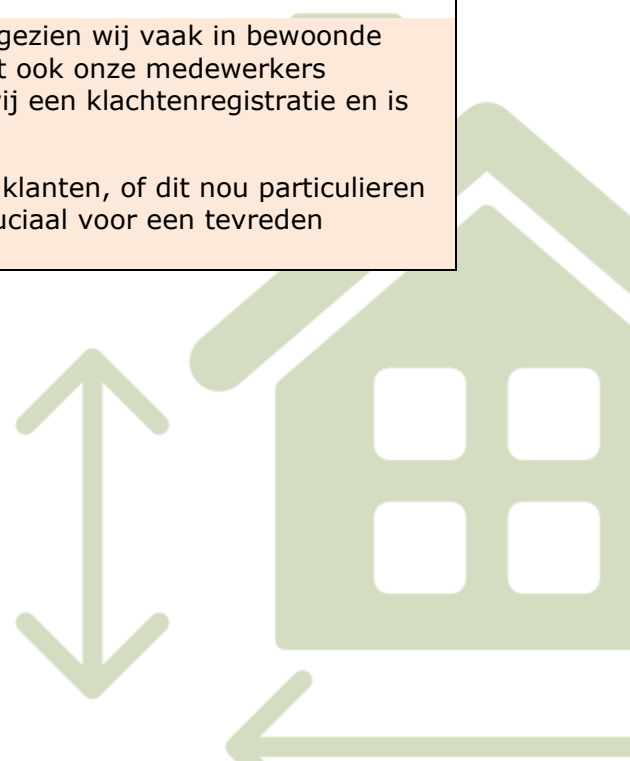 gezien wij vaak in bewoonde
t ook onze medewerkers
ij een klachtenregistratie en is
klanten, of dit nou particulieren
uciaal voor een tevreden